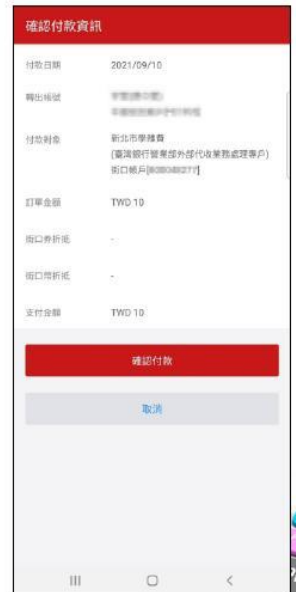 確認付款資訊
付款日期 2021/09/10
轉出帳號
付款對象 新北市學雜費
(臺灣銀行營業部外部代收業務處理專戶)
街口帳戶
訂單金額 TWD 10
街口券折抵 -
街口幣折抵 -
支付金額 TWD 10
確認付款
取消